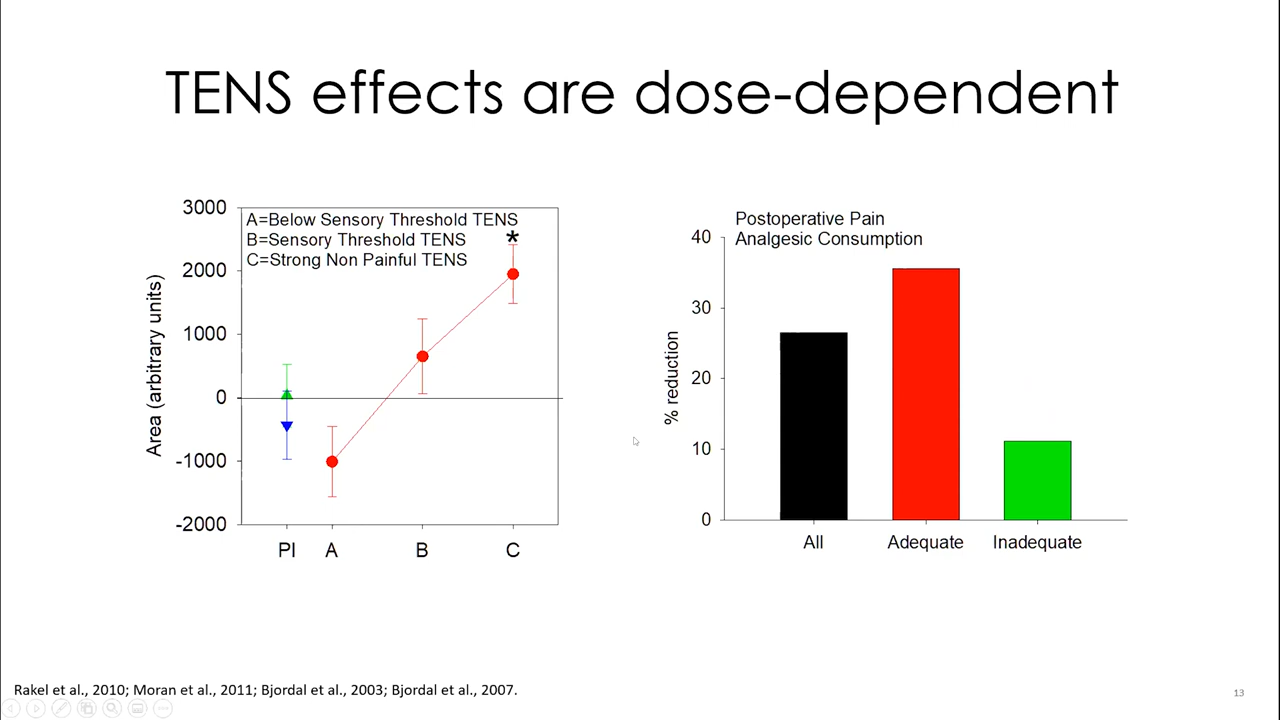 TENS effects are dose-dependent
3000
2000
1000
0
-1000
-2000
Area (arbitrary units)
A=Below Sensory Threshold TENS
B=Sensory Threshold TENS
C=Strong Non Painful TENS
*
Pl
A
B
C
Postoperative Pain
Analgesic Consumption
40
30
20
10
0
% reduction
All
Adequate
Inadequate
Rakel et al., 2010; Moran et al., 2011; Bjordal et al., 2003; Bjordal et al., 2007.
13